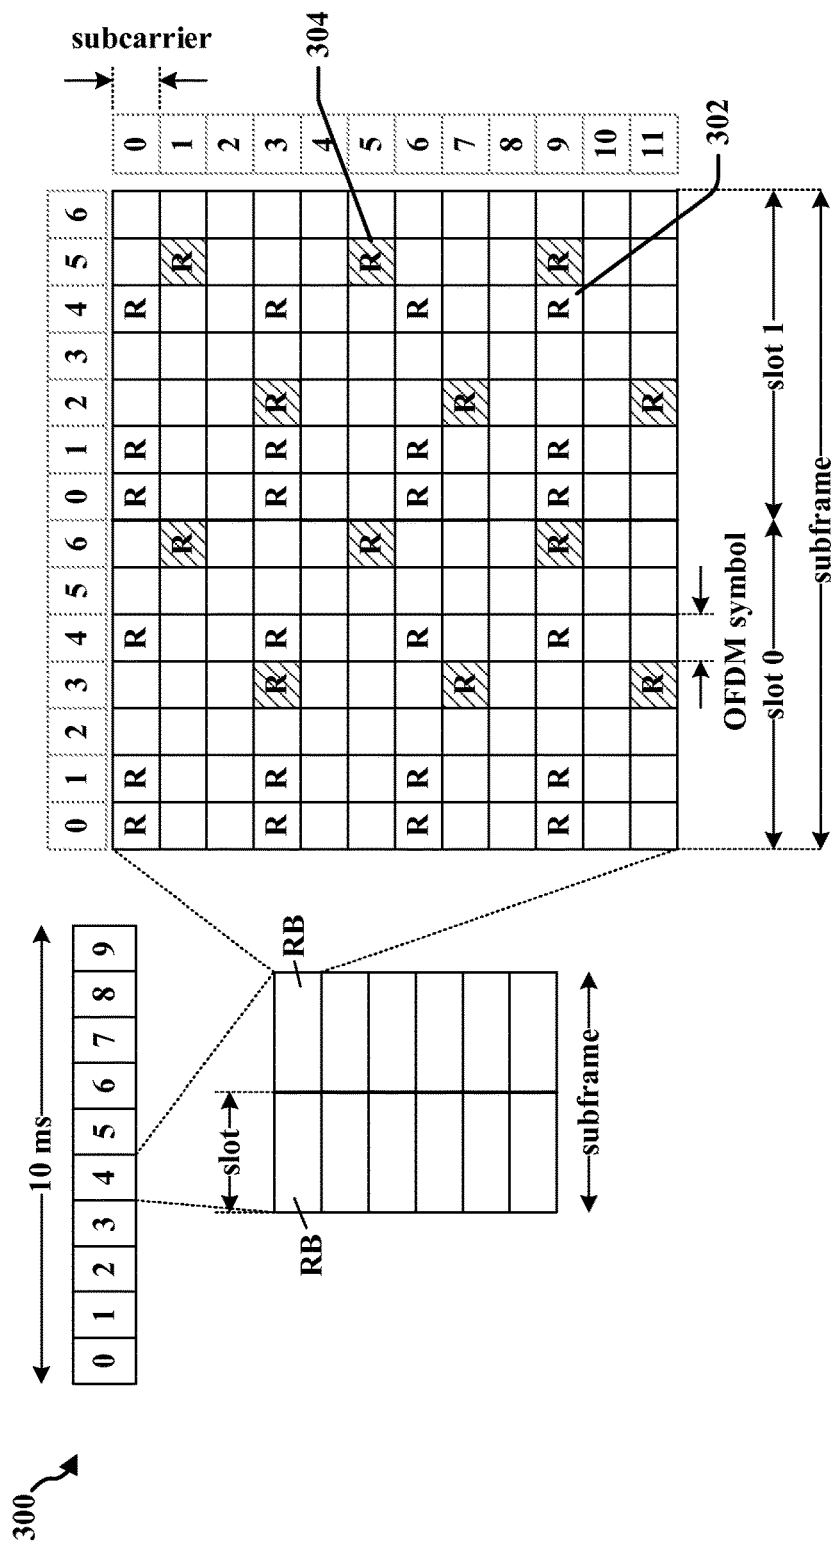 300
10 ms
0 1 2 3 4 5 6 7 8 9
slot
RB
RB
subframe
subcarrier
304
0 1 2 3 4 5 6 0 1 2 3 4 5 6
R R R R R R 0
R R 1
2
R R R R R R R R 3
4
R R 5
R R R R R R 6
R R 7
8
R R R R R R R R 9
10
R R 11
302
OFDM symbol
slot 0
slot 1
subframe